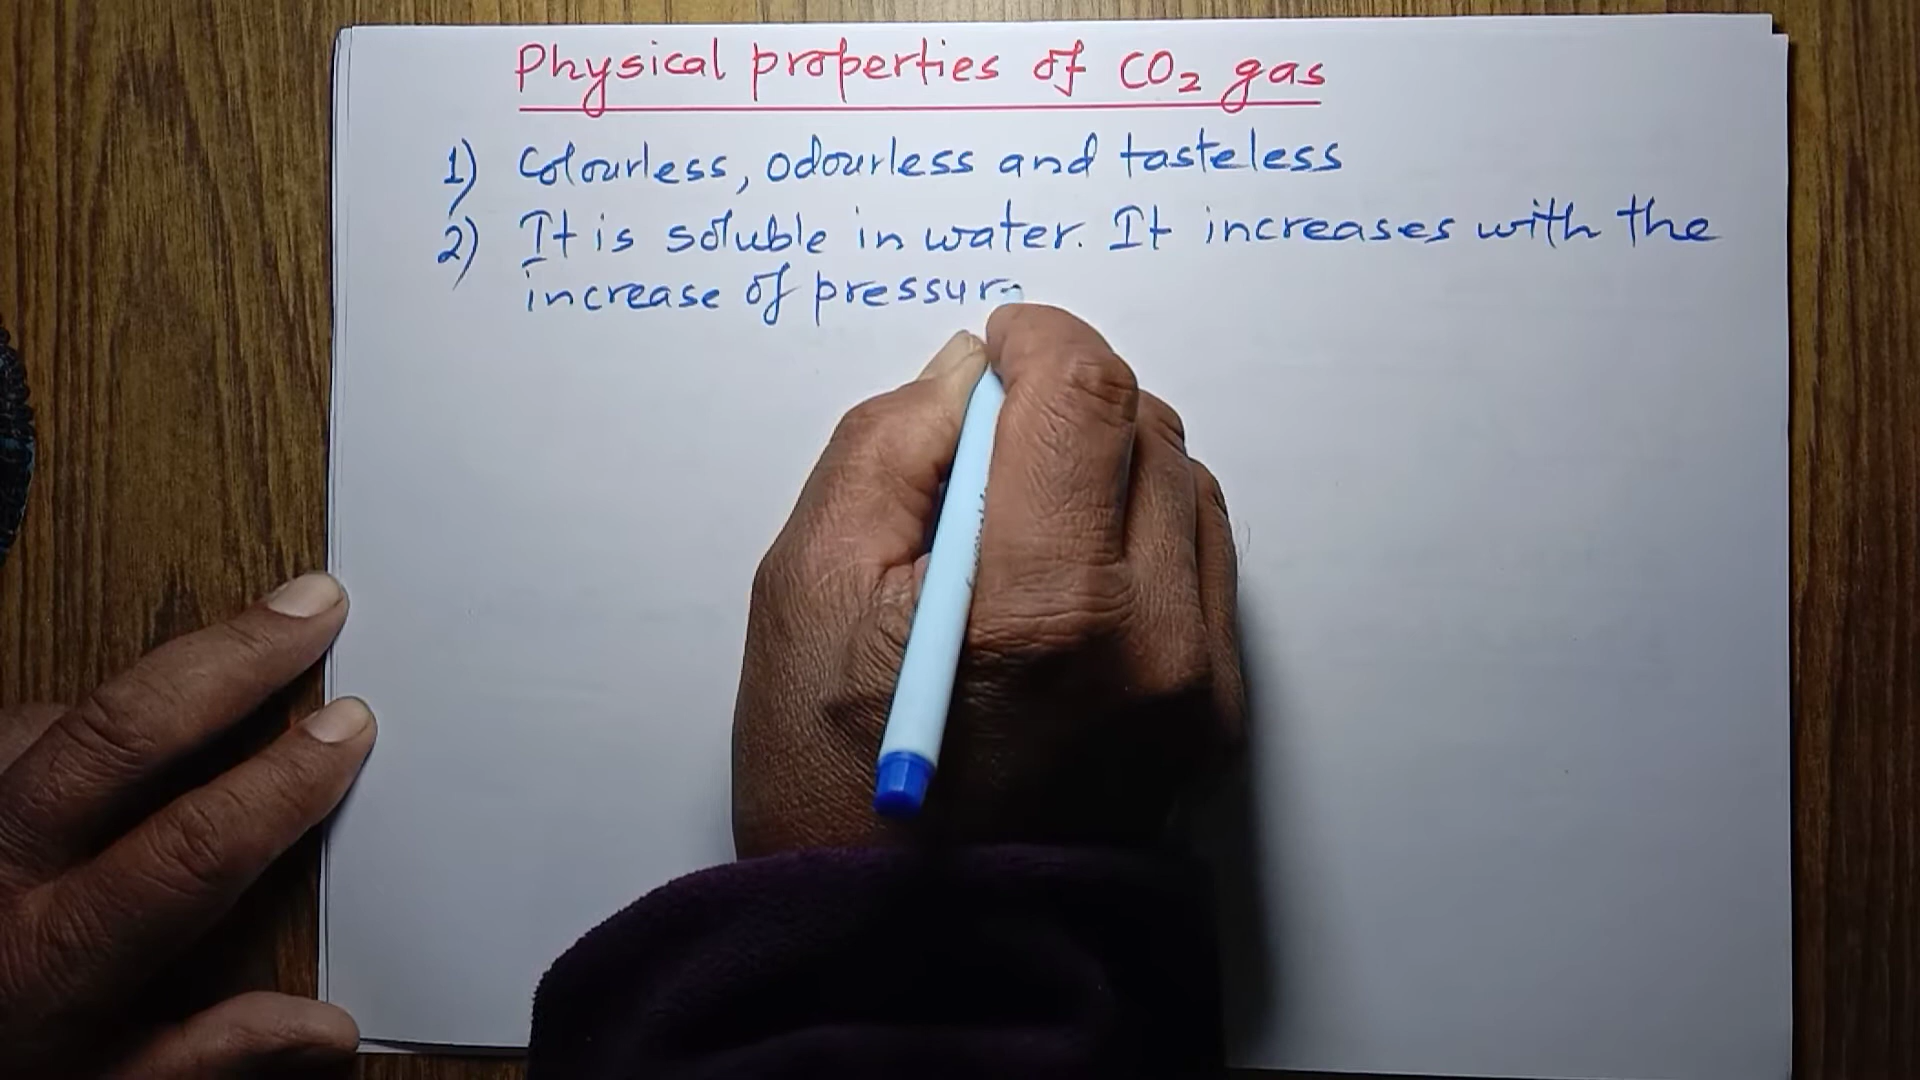 Physical properties of CO₂ gas
1) Colourless, odourless and tasteless
2) It is soluble in water. It increases with the
increase of pressur